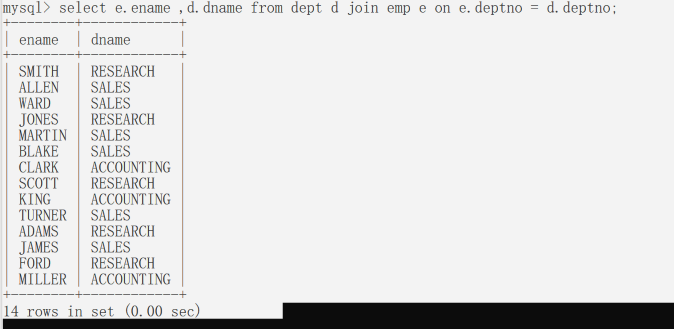 mysql> select e.ename ,d.dname from dept d join emp e on e.deptno = d.deptno;
+--------+------------+
| ename  | dname      |
+--------+------------+
| SMITH  | RESEARCH   |
| ALLEN  | SALES      |
| WARD   | SALES      |
| JONES  | RESEARCH   |
| MARTIN | SALES      |
| BLAKE  | SALES      |
| CLARK  | ACCOUNTING |
| SCOTT  | RESEARCH   |
| KING   | ACCOUNTING |
| TURNER | SALES      |
| ADAMS  | RESEARCH   |
| JAMES  | SALES      |
| FORD   | RESEARCH   |
| MILLER | ACCOUNTING |
+--------+------------+
14 rows in set (0.00 sec)